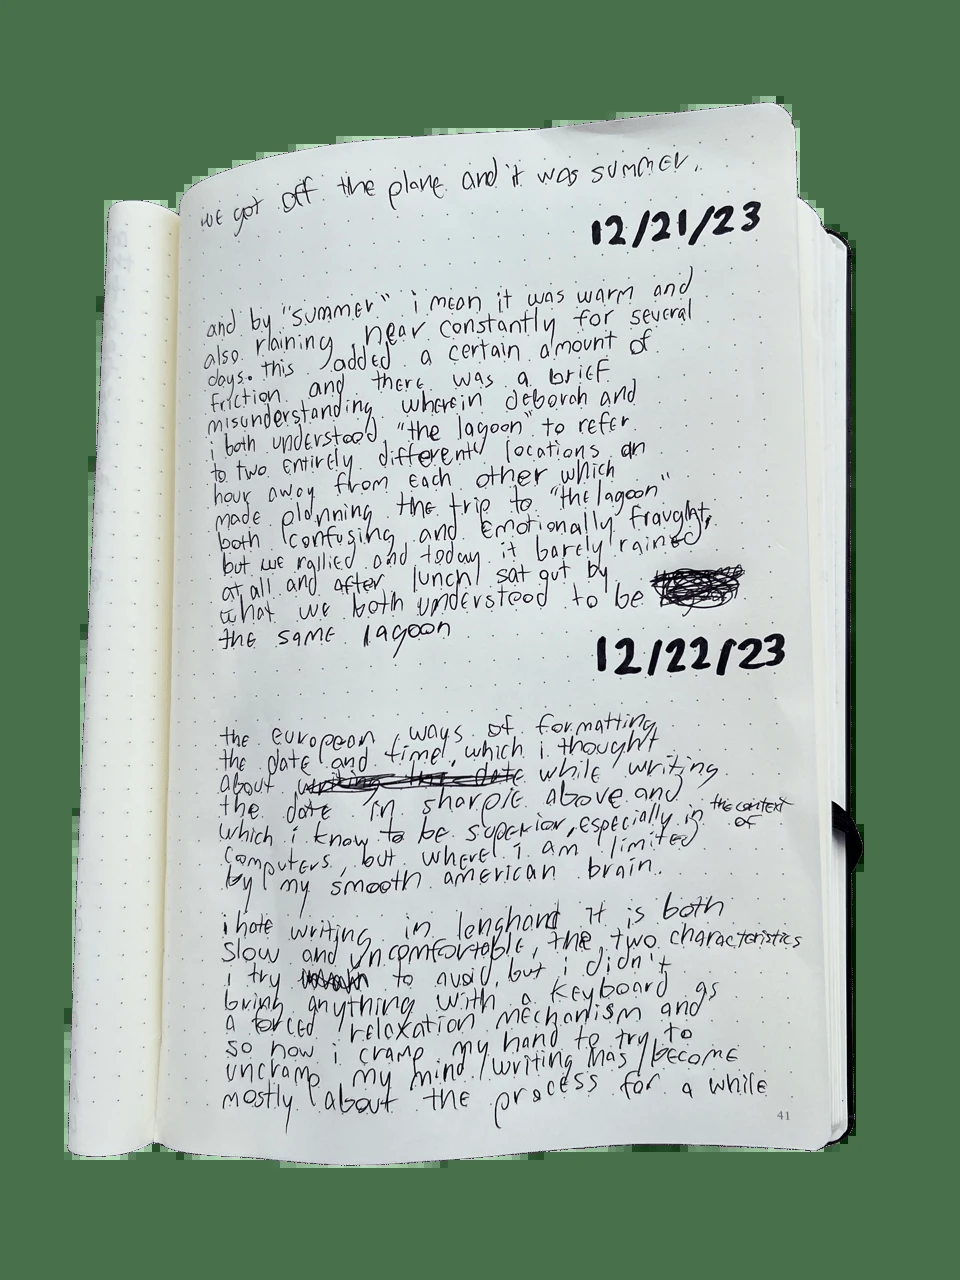 we got off the plane and it was summer.
12/21/23
and by "summer" i mean it was warm and
also raining near constantly for several
days. this added a certain amount of
friction and there was a brief
misunderstanding wherein deborah and
i both understood "the lagoon" to refer
to two entirely different locations an
hour away from each other which
made planning the trip to "the lagoon"
both confusing and emotionally fraught,
but we rallied and today it barely rained
at all and after lunch i sat out by
what we both understood to be
the same lagoon
12/22/23
the european ways of formatting
the date and time, which i thought
about writing the date while writing
the date in sharpie above and
which i know to be superior, especially in the context of
computers, but where i am limited
by my smooth american brain.
i hate writing in longhand it is both
slow and uncomfortable, the two characteristics
i try to avoid, but i didn't
bring anything with a keyboard as
a forced relaxation mechanism and
so now i cramp my hand to try to
uncramp my mind / writing has become
mostly about the process for a while
41